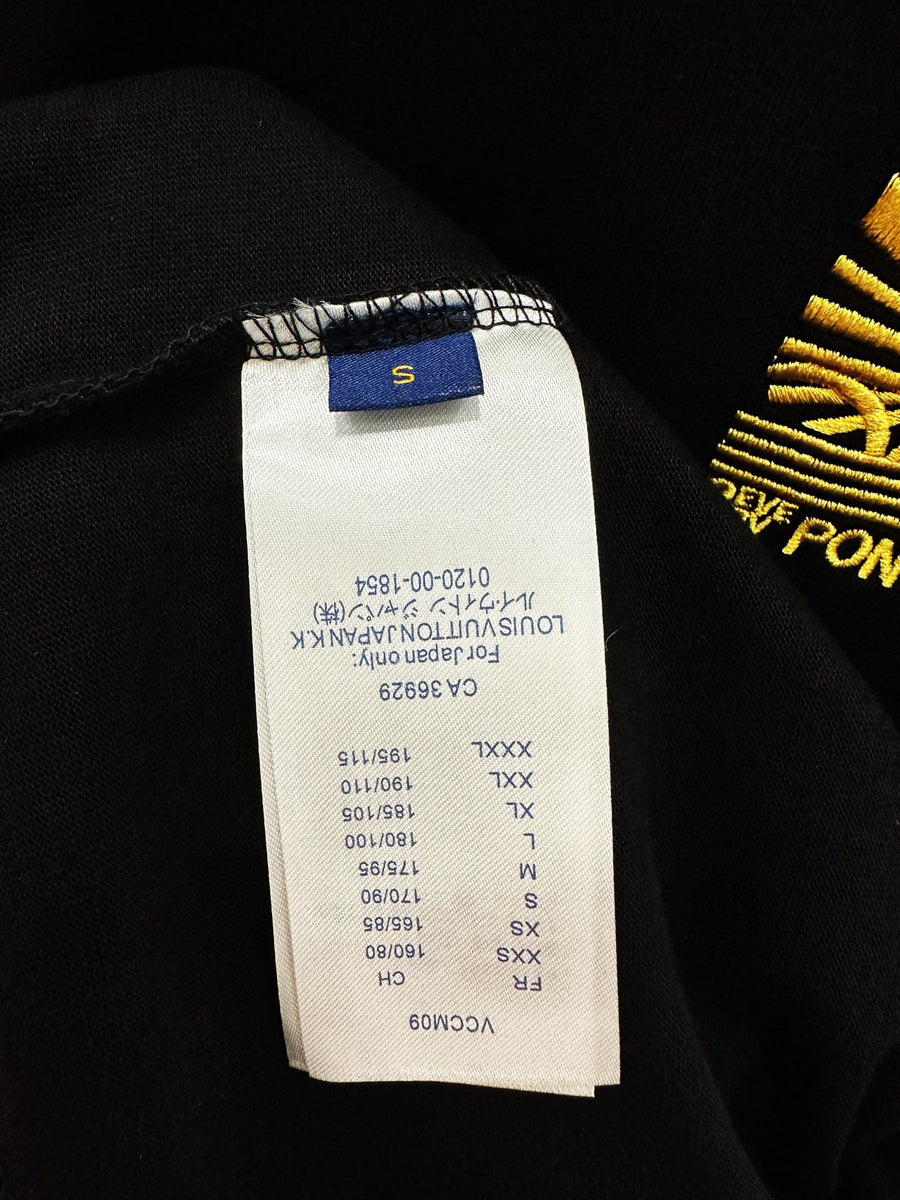 S
VCCM09
FR CH
XXS 160/80
XS 165/85
S 170/90
M 175/95
L 180/100
XL 185/105
XXL 190/110
XXXL 195/115
CA 36929
For Japan only:
LOUIS VUITTON JAPAN K.K
ルイ・ヴィトン ジャパン(株)
0120-00-1854
PON